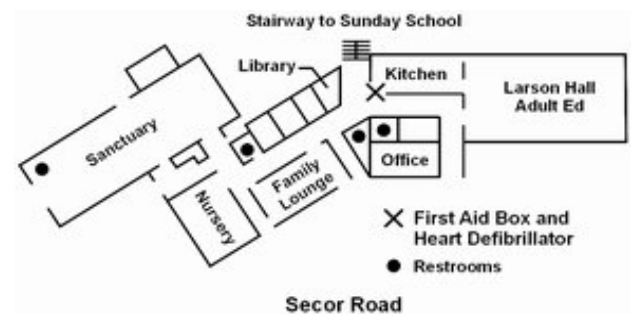 Stairway to Sunday School
Library
Kitchen
Larson Hall
Adult Ed
Sanctuary
Office
Family
Lounge
Nursery
First Aid Box and
Heart Defibrillator
Restrooms
Secor Road